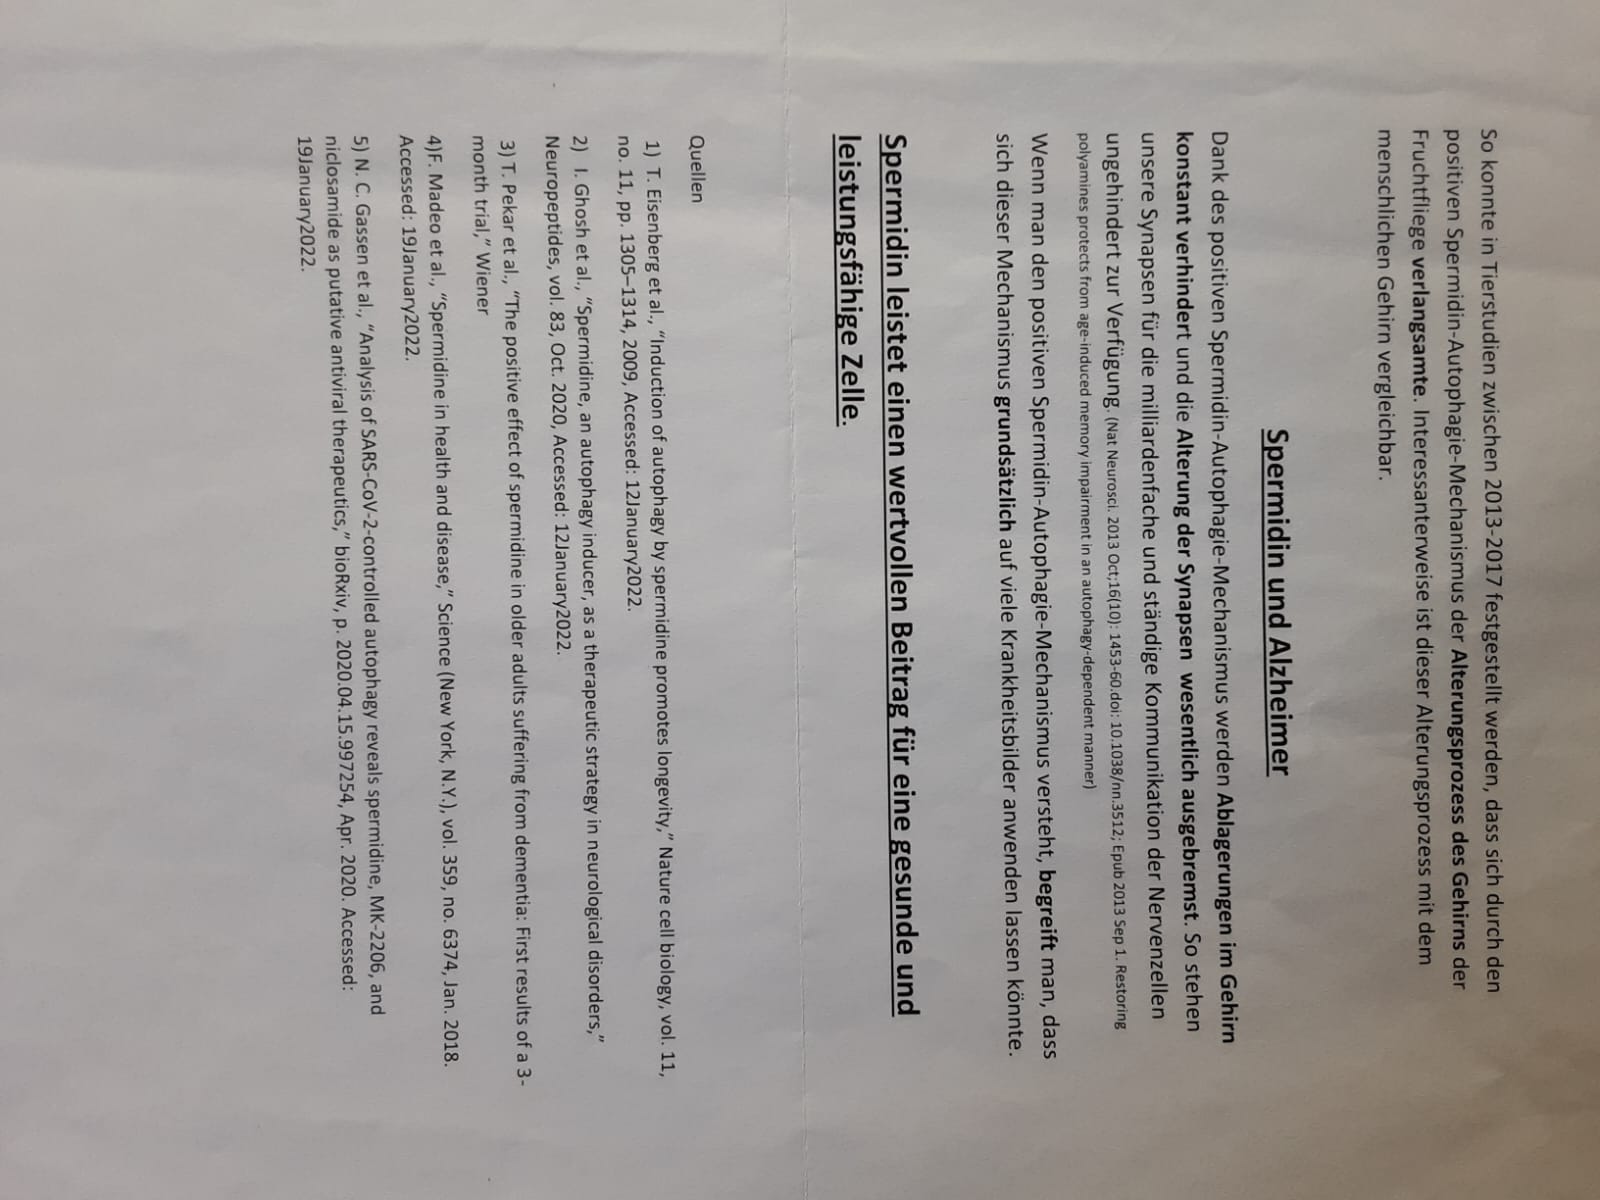 So konnte in Tierstudien zwischen 2013-2017 festgestellt werden, dass sich durch den
positiven Spermidin-Autophagie-Mechanismus der Alterungsprozess des Gehirns der
Fruchtfliege verlangsamte. Interessanterweise ist dieser Alterungsprozess mit dem
menschlichen Gehirn vergleichbar.
Spermidin und Alzheimer
Dank des positiven Spermidin-Autophagie-Mechanismus werden Ablagerungen im Gehirn
konstant verhindert und die Alterung der Synapsen wesentlich ausgebremst. So stehen
unsere Synapsen für die milliardenfache und ständige Kommunikation der Nervenzellen
ungehindert zur Verfügung. (Nat Neurosci. 2013 Oct;16(10): 1453-60.doi: 10.1038/nn.3512; Epub 2013 Sep 1. Restoring
polyamines protects from age-induced memory impairment in an autophagy-dependent manner)
Wenn man den positiven Spermidin-Autophagie-Mechanismus versteht, begreift man, dass
sich dieser Mechanismus grundsätzlich auf viele Krankheitsbilder anwenden lassen könnte.
Spermidin leistet einen wertvollen Beitrag für eine gesunde und
leistungsfähige Zelle.
Quellen
1) T. Eisenberg et al., “Induction of autophagy by spermidine promotes longevity,” Nature cell biology, vol. 11,
no. 11, pp. 1305–1314, 2009, Accessed: 12January2022.
2) I. Ghosh et al., “Spermidine, an autophagy inducer, as a therapeutic strategy in neurological disorders,”
Neuropeptides, vol. 83, Oct. 2020, Accessed: 12January2022.
3) T. Pekar et al., “The positive effect of spermidine in older adults suffering from dementia: First results of a 3-
month trial,” Wiener
4)F. Madeo et al., “Spermidine in health and disease,” Science (New York, N.Y.), vol. 359, no. 6374, Jan. 2018.
Accessed: 19January2022.
5) N. C. Gassen et al., “Analysis of SARS-CoV-2-controlled autophagy reveals spermidine, MK-2206, and
niclosamide as putative antiviral therapeutics,” bioRxiv, p. 2020.04.15.997254, Apr. 2020. Accessed:
19January2022.